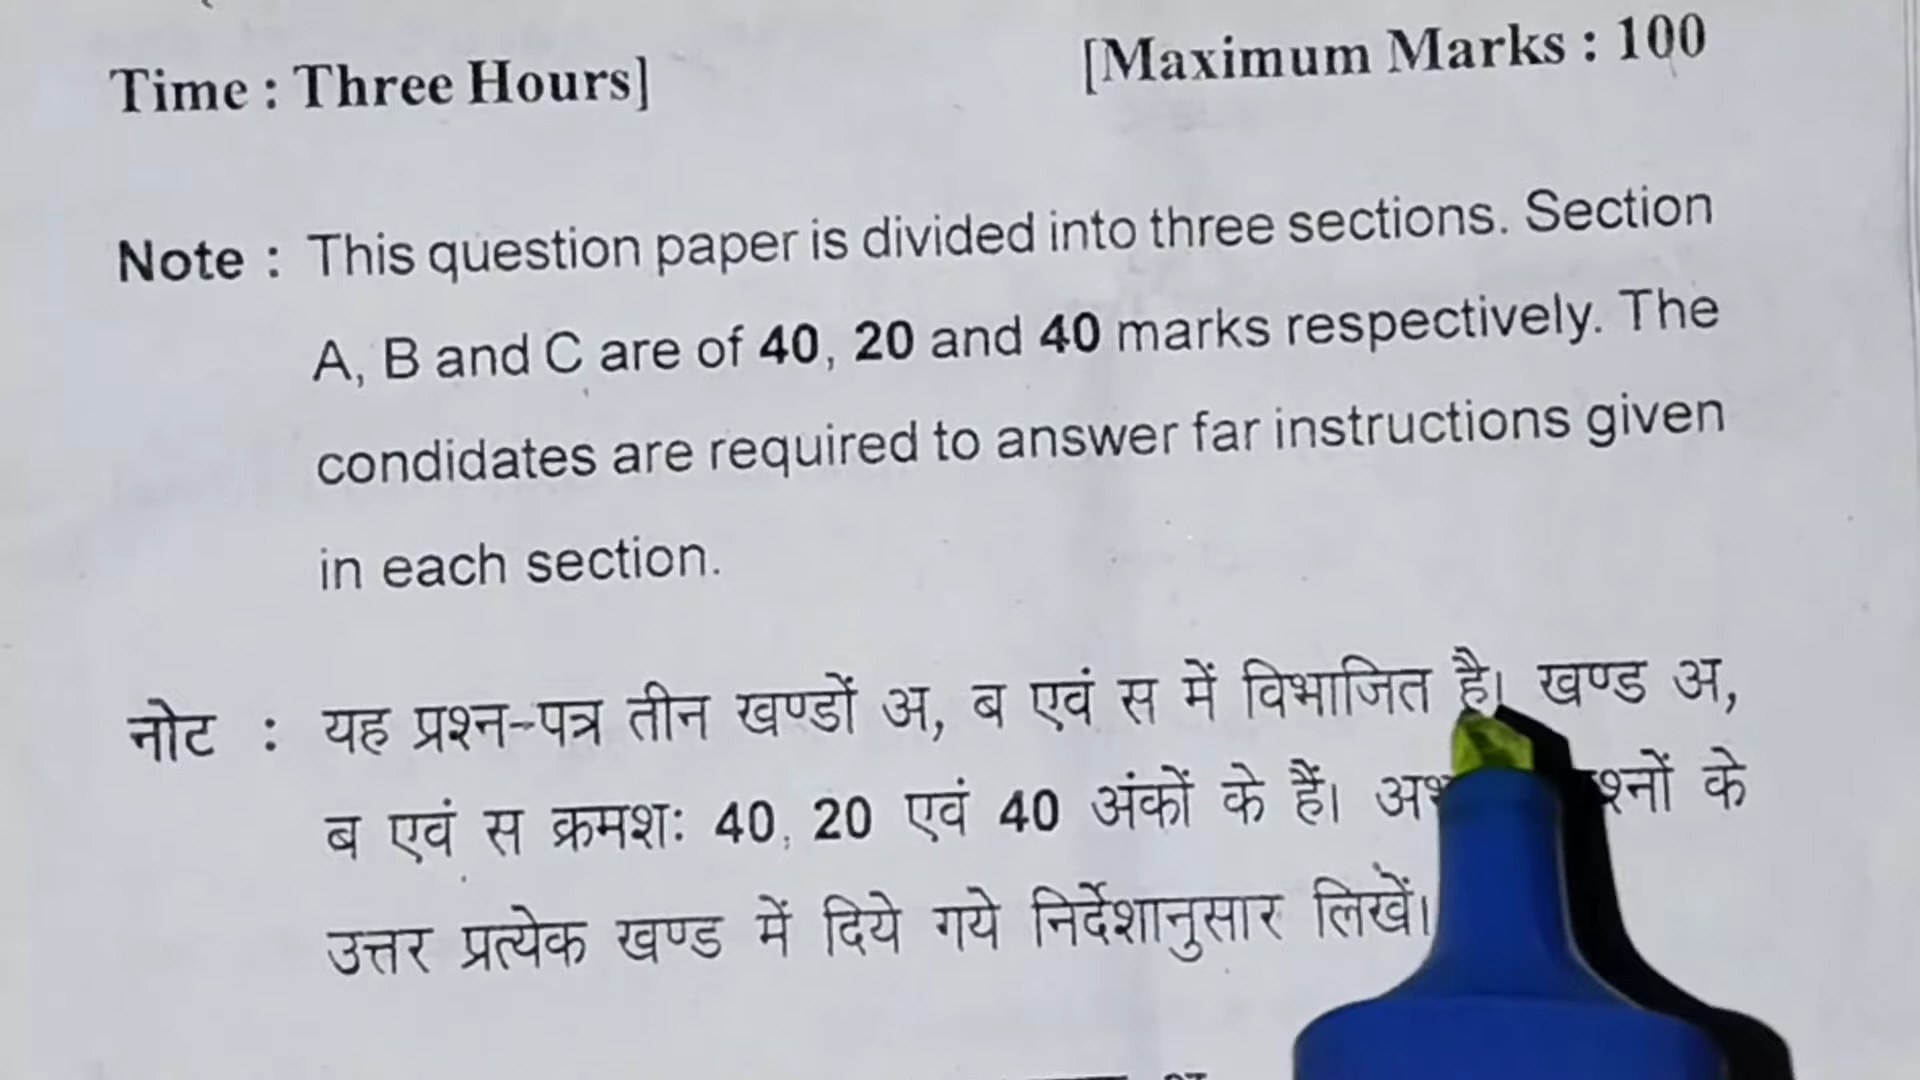 Time : Three Hours]
[Maximum Marks : 100
Note : This question paper is divided into three sections. Section
A, B and C are of 40, 20 and 40 marks respectively. The
condidates are required to answer far instructions given
in each section.
नोट : यह प्रश्न-पत्र तीन खण्डों अ, ब एवं स में विभाजित है। खण्ड अ,
ब एवं स क्रमशः 40, 20 एवं 40 अंकों के हैं। के
उत्तर प्रत्येक खण्ड में दिये गये निर्देशानुसार लिखें।